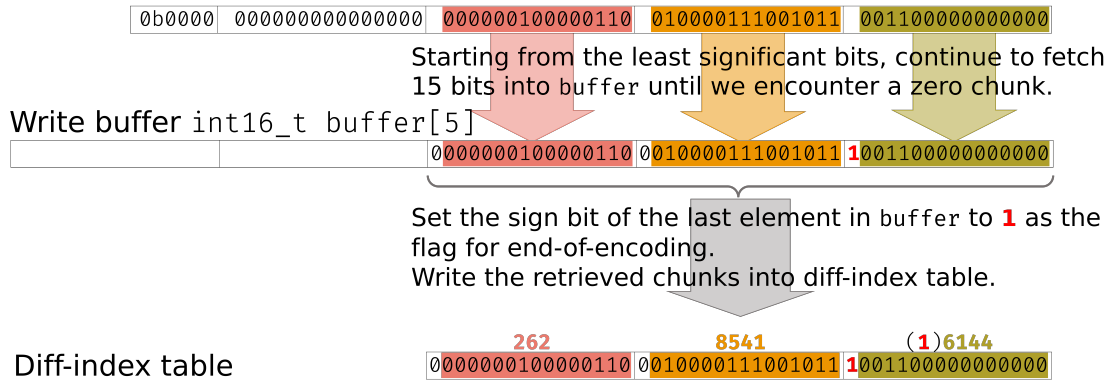 0b0000 000000000000000 000000100000110 010000111001011 001100000000000
Starting from the least significant bits, continue to fetch
15 bits into buffer until we encounter a zero chunk.
Write buffer int16_t buffer[5]
0000000100000110 0010000111001011 1001100000000000
Set the sign bit of the last element in buffer to 1 as the
flag for end-of-encoding.
Write the retrieved chunks into diff-index table.
262 8541 (1)6144
Diff-index table 0000000100000110 0010000111001011 1001100000000000